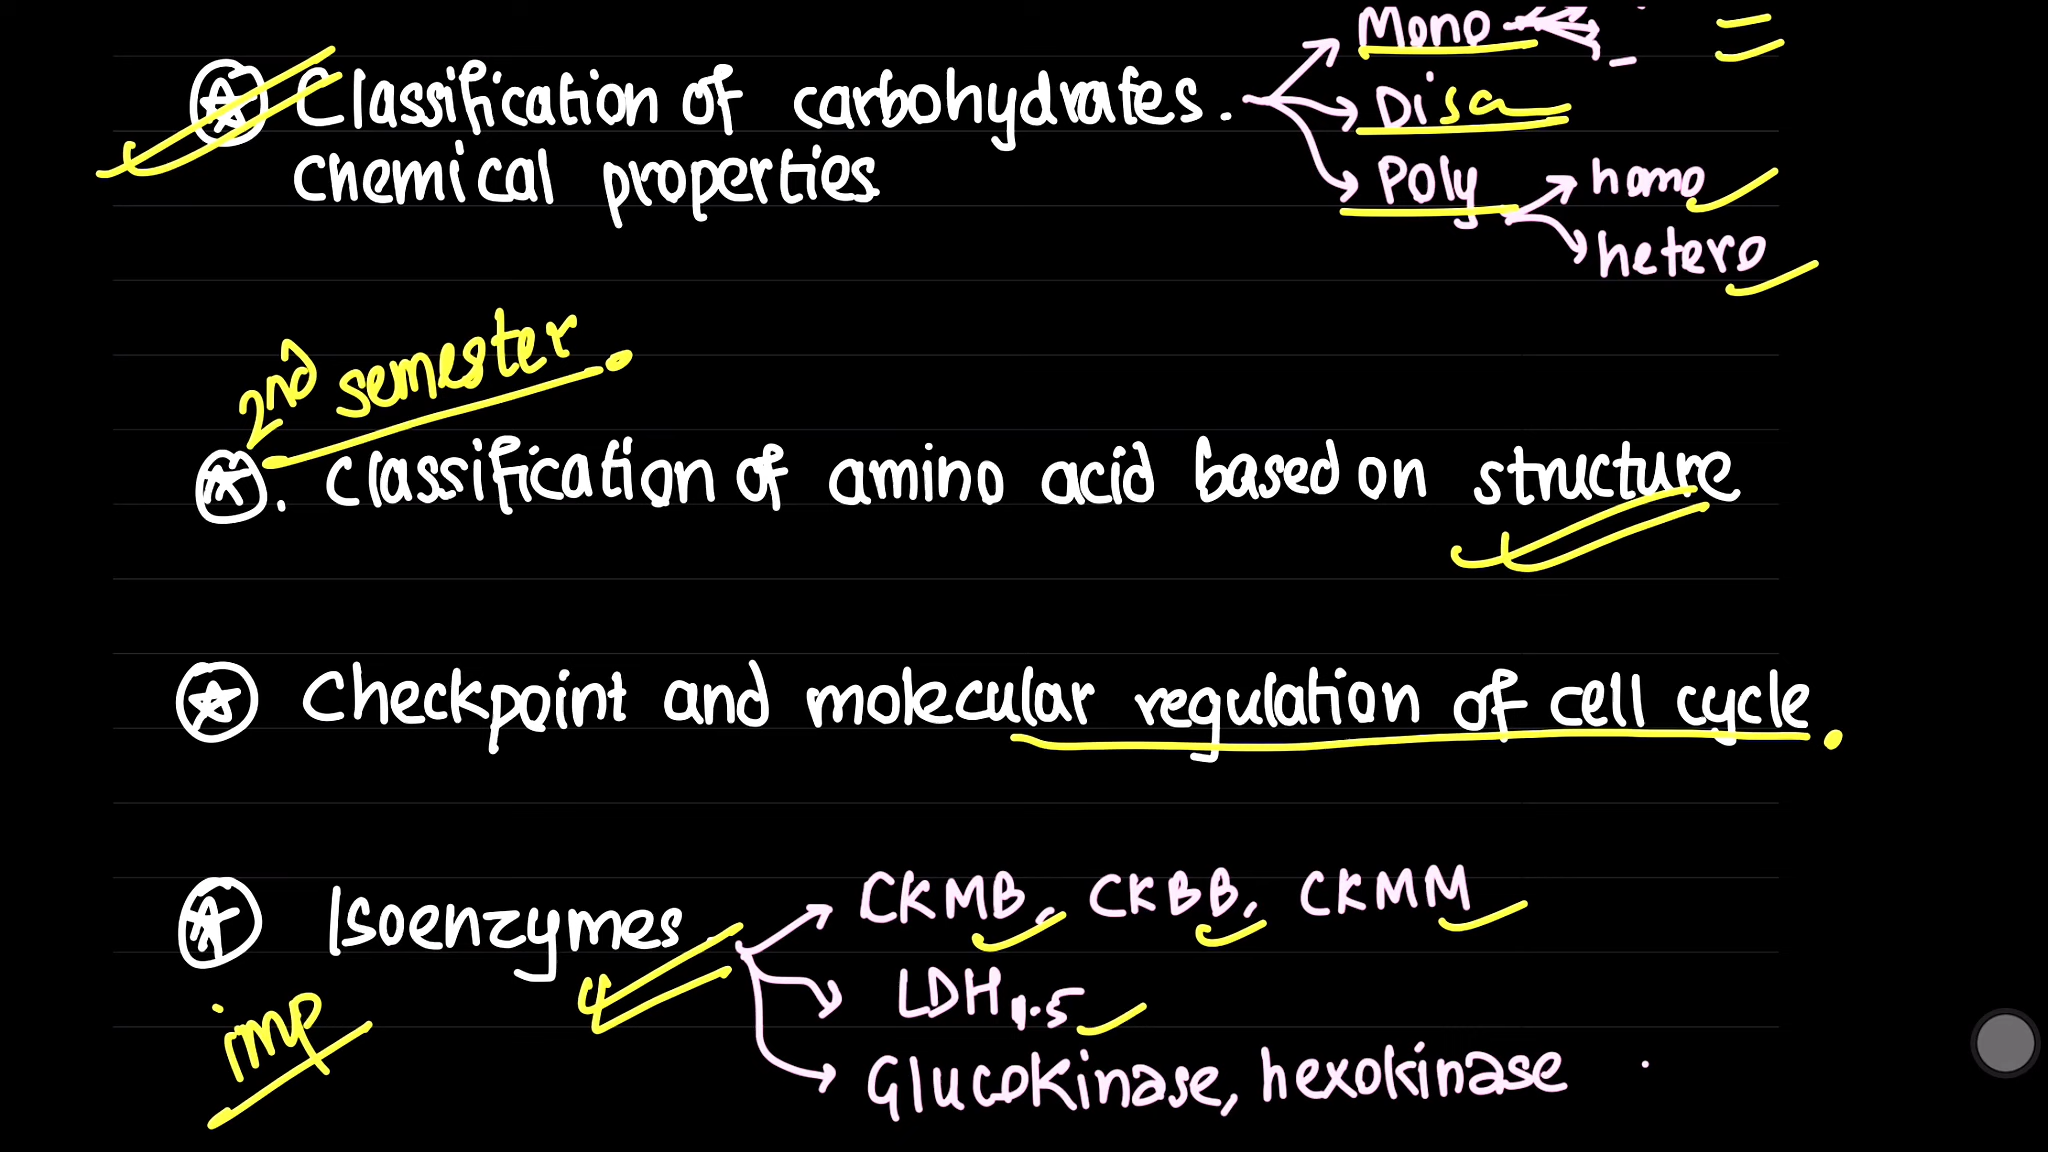 Mono
Classification of carbohydrates.
Disa
chemical properties
Poly
homo
hetero
2nd semester
. Classification of amino acid based on structure
Checkpoint and molecular regulation of cell cycle.
Isoenzymes
CKMB, CKBB, CKMM
LDH1-5
imp
Glucokinase, hexokinase